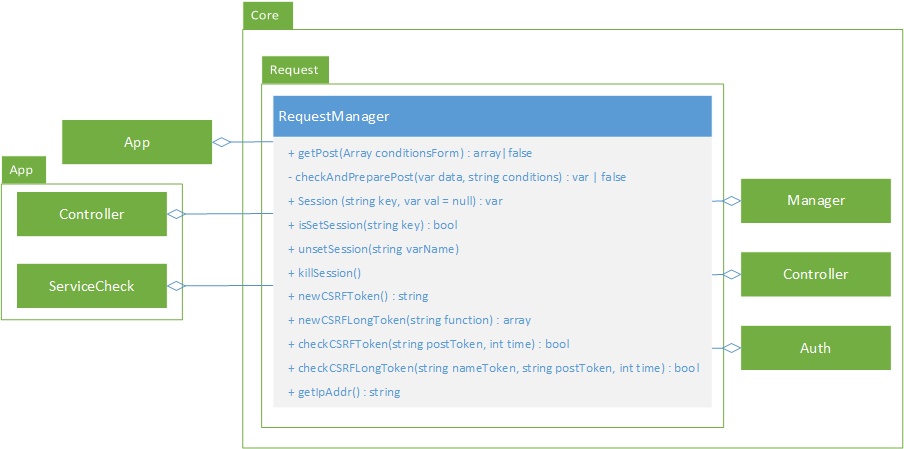 Core
Request
RequestManager
App
+ getPost(Array conditionsForm) : array|false
App
- checkAndPreparePost(var data, string conditions) : var | false
+ Session (string key, var val = null) : var
Manager
Controller
+ isSetSession(string key) : bool
+ unsetSession(string varName)
+ killSession()
Controller
ServiceCheck
+ newCSRFToken() : string
+ newCSRFLongToken(string function) : array
+ checkCSRFToken(string postToken, int time) : bool
Auth
+ checkCSRFLongToken(string nameToken, string postToken, int time) : bool
+ getIpAddr() : string